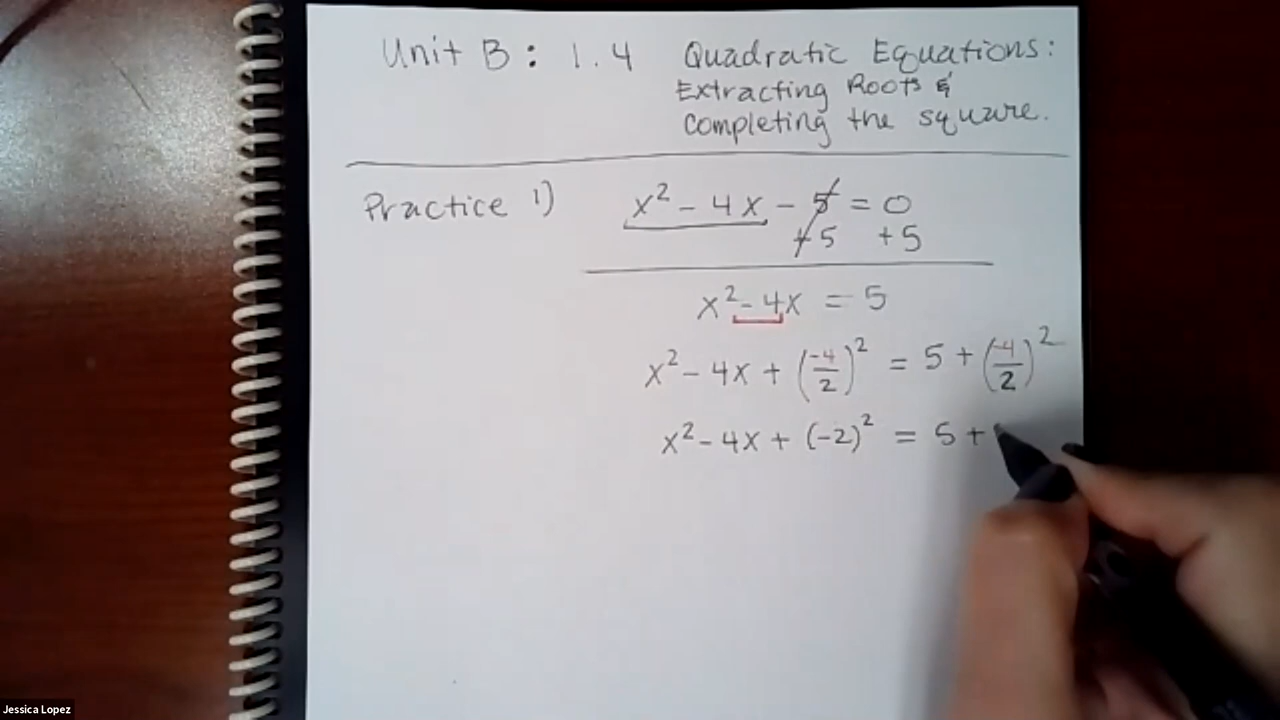 Unit B: 1.4 Quadratic Equations:
Extracting Roots &
Completing the square.
Practice 1) x² - 4x - 5 = 0
+5 +5
x² - 4x = 5
x² - 4x + (-4/2)² = 5 + (-4/2)²
x² - 4x + (-2)² = 5 +
Jessica Lopez